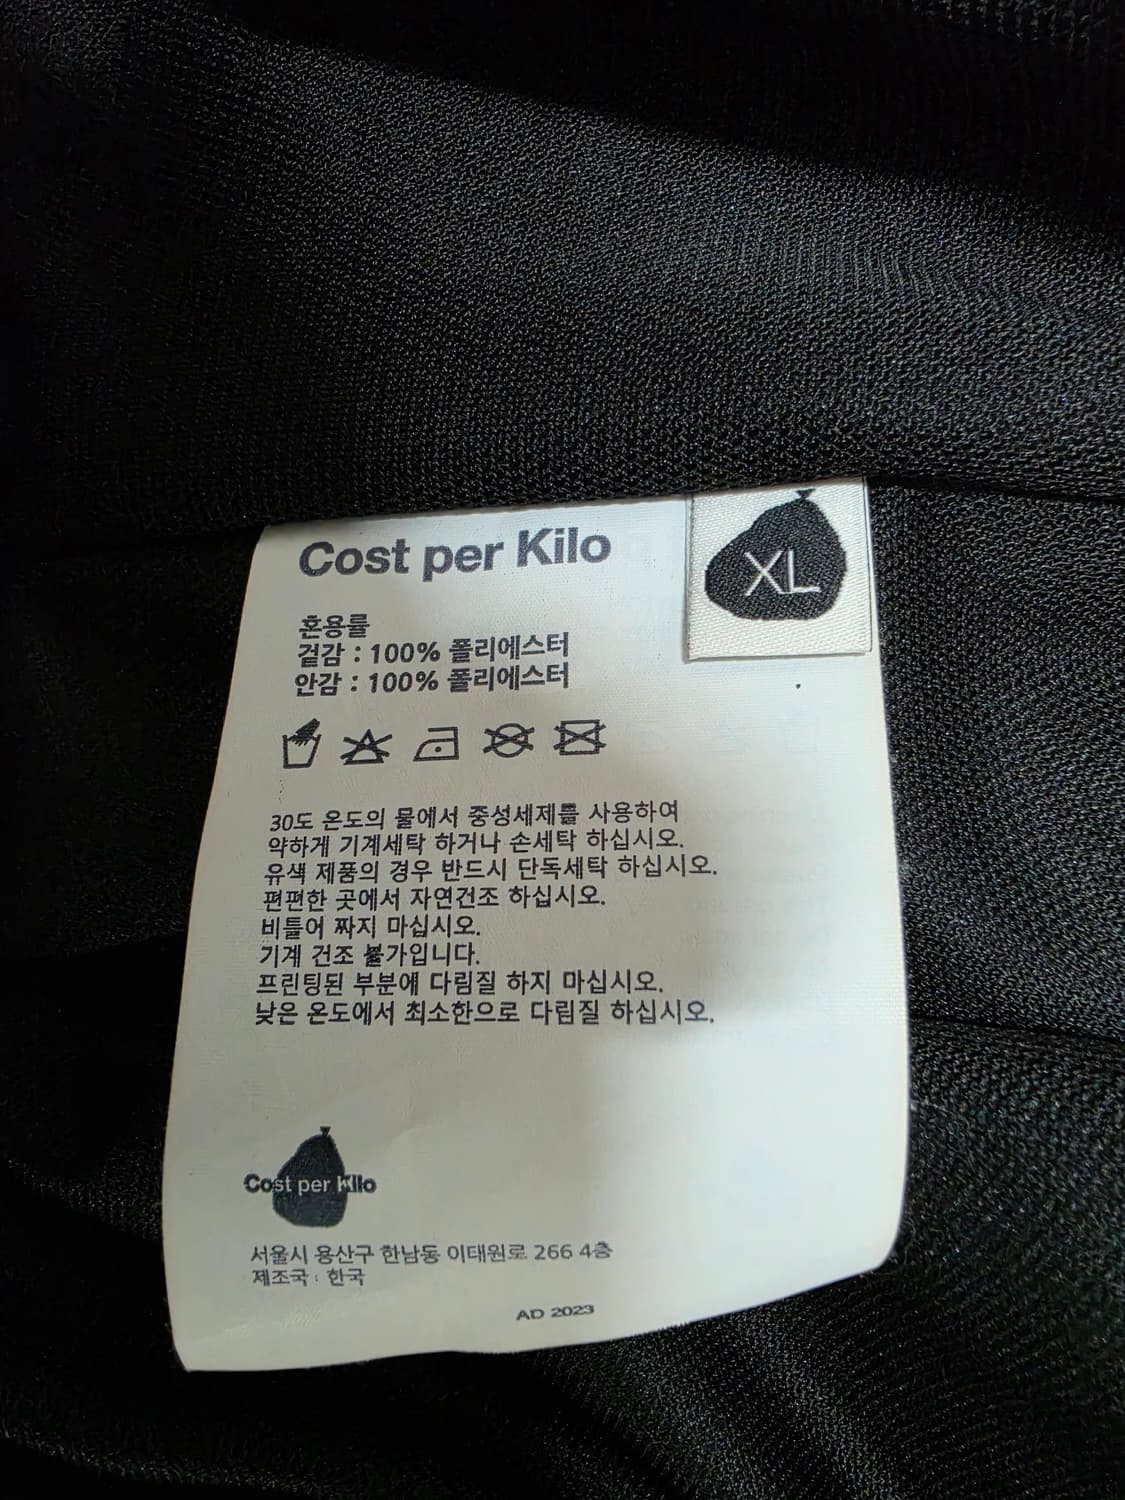 Cost per Kilo
XL
혼용률
겉감 : 100% 폴리에스터
안감 : 100% 폴리에스터
30도 온도의 물에서 중성세제를 사용하여
약하게 기계세탁 하거나 손세탁 하십시오.
유색 제품의 경우 반드시 단독세탁 하십시오.
편편한 곳에서 자연건조 하십시오.
비틀어 짜지 마십시오.
기계 건조 불가입니다.
프린팅된 부분에 다림질 하지 마십시오.
낮은 온도에서 최소한으로 다림질 하십시오.
Cost per Kilo
서울시 용산구 한남동 이태원로 266 4층
제조국 : 한국
AD 2023